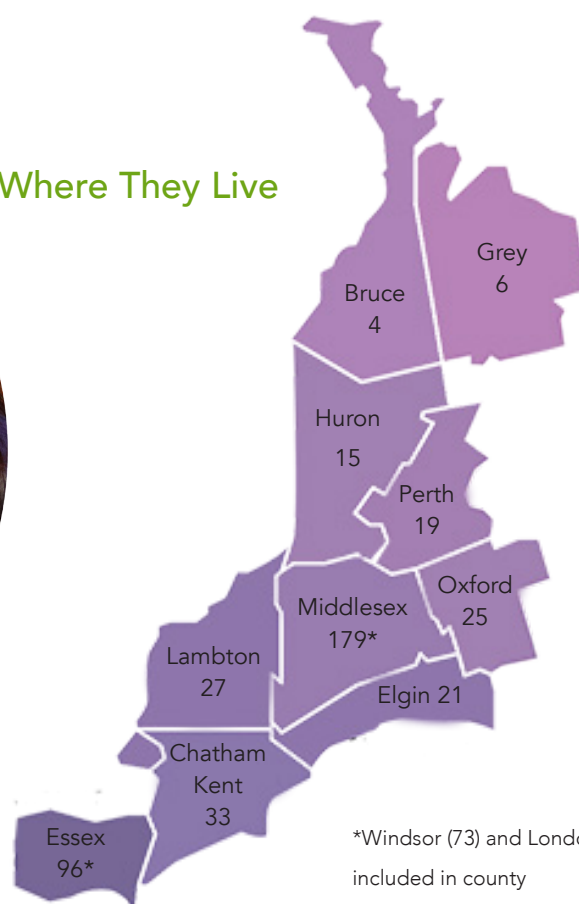 Where They Live
Grey
6
Bruce
4
Huron
15
Perth
19
Oxford
25
Middlesex
179*
Lambton
27
Elgin 21
Chatham
Kent
33
Essex
96*
*Windsor (73) and
included in county